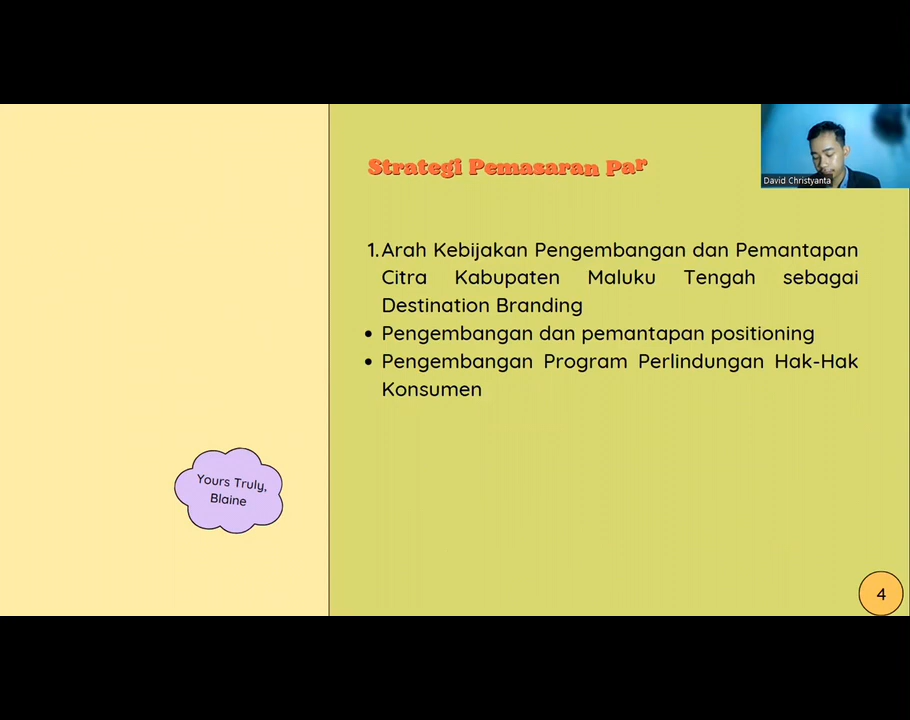 Strategi Pemasaran Par
David Christyanta
1. Arah Kebijakan Pengembangan dan Pemantapan
Citra Kabupaten Maluku Tengah sebagai
Destination Branding
• Pengembangan dan pemantapan positioning
• Pengembangan Program Perlindungan Hak-Hak
Konsumen
Yours Truly,
Blaine
4